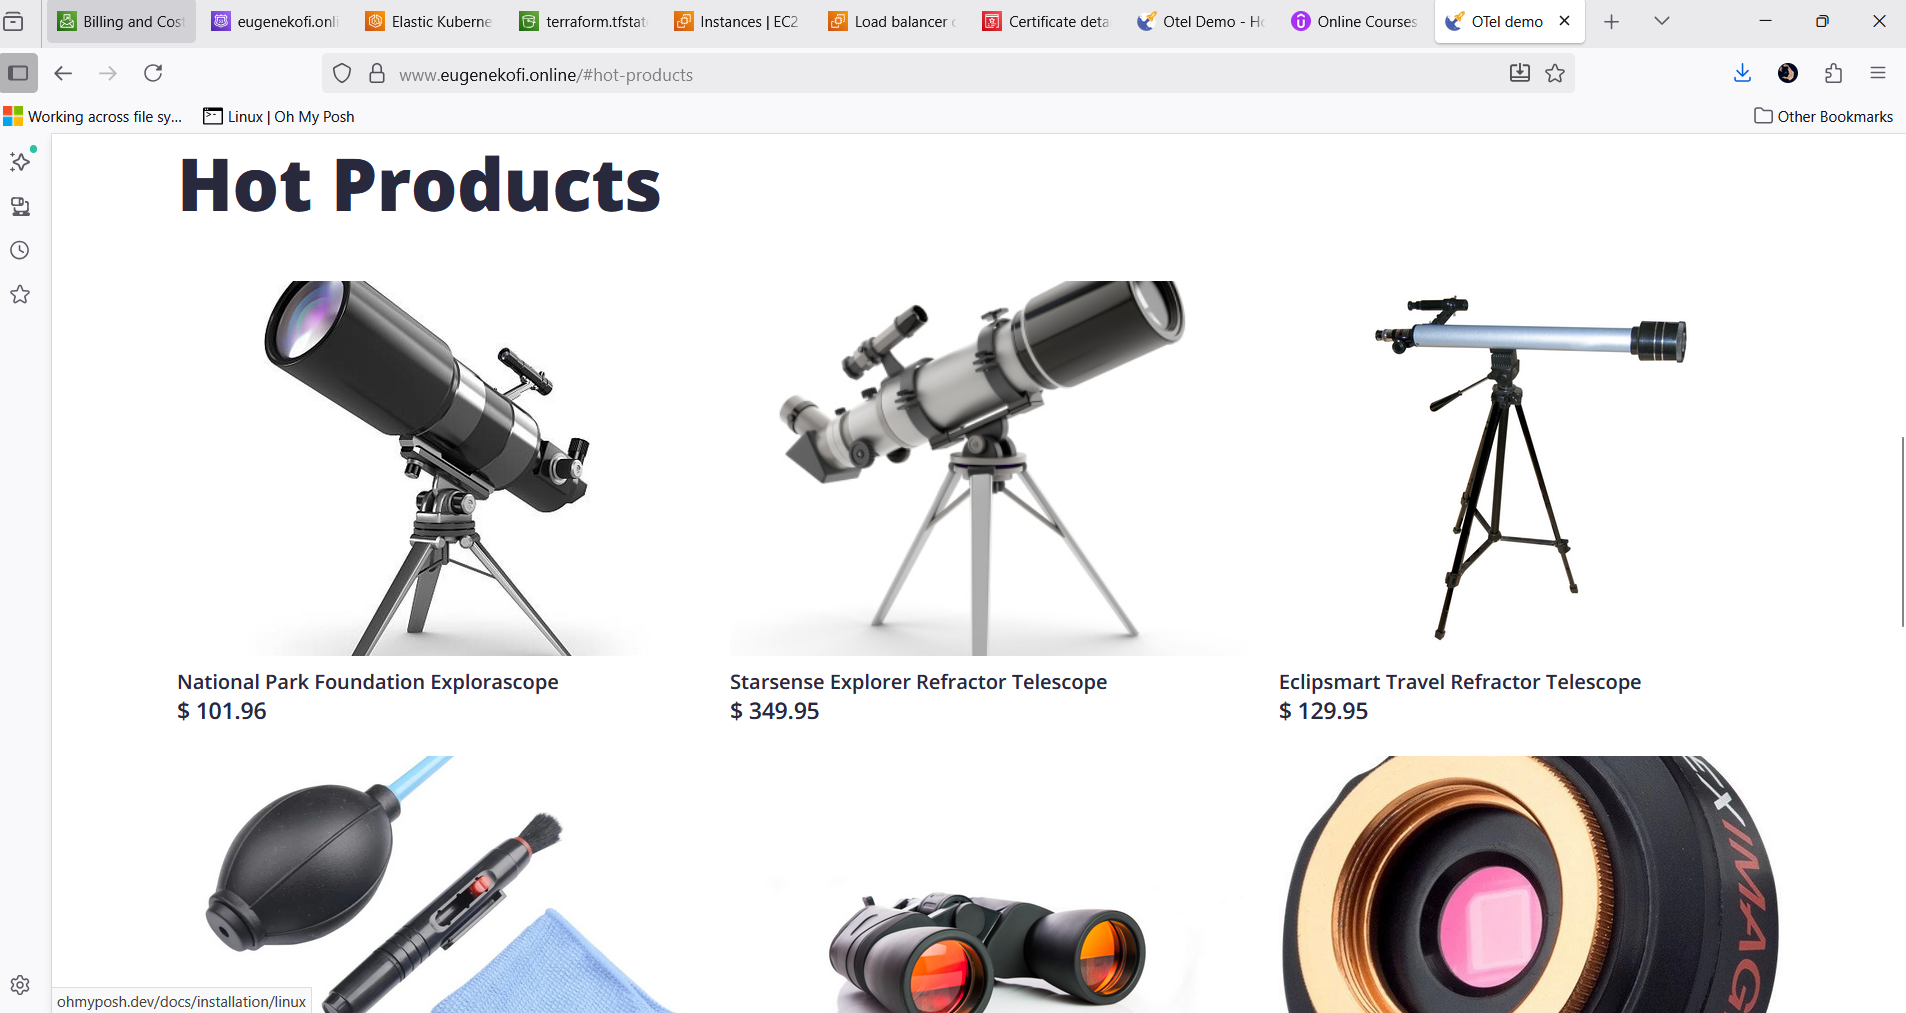 Billing and Cost
eugenekofi.onli
Elastic Kuberne
terraform.tfstat
Instances | EC2
Load balancer
Certificate deta
Otel Demo - Ho
Online Courses
OTel demo
www.eugenekofi.online/#hot-products
Working across file sy...
Linux | Oh My Posh
Other Bookmarks
Hot Products
National Park Foundation Explorascope
$ 101.96
Starsense Explorer Refractor Telescope
$ 349.95
Eclipsmart Travel Refractor Telescope
$ 129.95
IMAG
ohmyposh.dev/docs/installation/linux